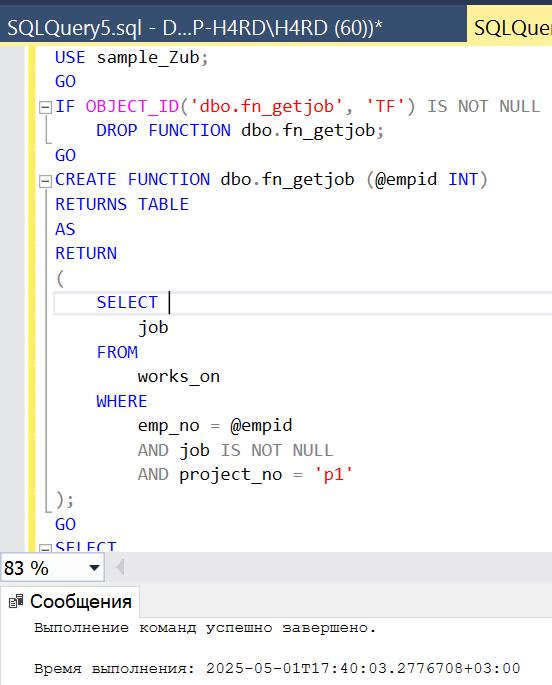 SQLQuery5.sql - D...P-H4RD\H4RD (60))*
SQLQue
USE sample_Zub;
GO
IF OBJECT_ID('dbo.fn_getjob', 'TF') IS NOT NULL
    DROP FUNCTION dbo.fn_getjob;
GO
CREATE FUNCTION dbo.fn_getjob (@empid INT)
RETURNS TABLE
AS
RETURN
(
    SELECT
        job
    FROM
        works_on
    WHERE
        emp_no = @empid
        AND job IS NOT NULL
        AND project_no = 'p1'
);
GO
SELECT
83 %
Сообщения
Выполнение команд успешно завершено.
Время выполнения: 2025-05-01T17:40:03.2776708+03:00